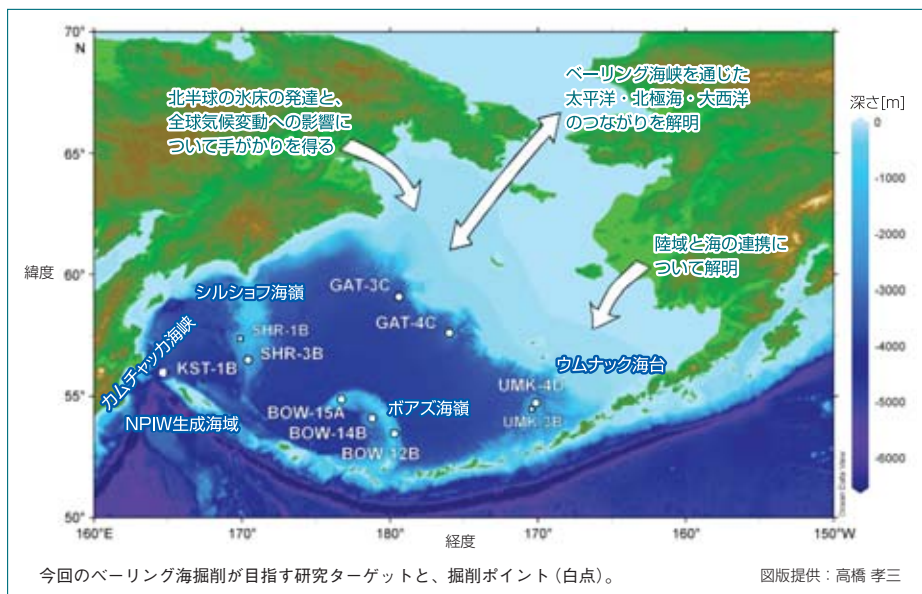 70°
N
北半球の氷床の発達と、
全球気候変動への影響に
ついて手がかりを得る
ベーリング海峡を通じた
太平洋・北極海・大西洋
のつながりを解明
深さ[m]
0
-1000
65°
-2000
陸域と海の連携に
ついて解明
緯度
60°
シルショフ海嶺
GAT-3C
-3000
GAT-4C
SHR-1B
SHR-3B
カムチャッカ海峡
KST-1B
ウムナック海台
-4000
UMK-4D
55°
BOW-15A
ボアズ海嶺
UMK-3B
NPIW生成海域
BOW-14B
-5000
BOW-12B
-6000
Ocean Data View
50°
160°E
170°
180°
170°
160°
150°W
経度
今回のベーリング海掘削が目指す研究ターゲットと、掘削ポイント（白点）。
図版提供：高橋 孝三